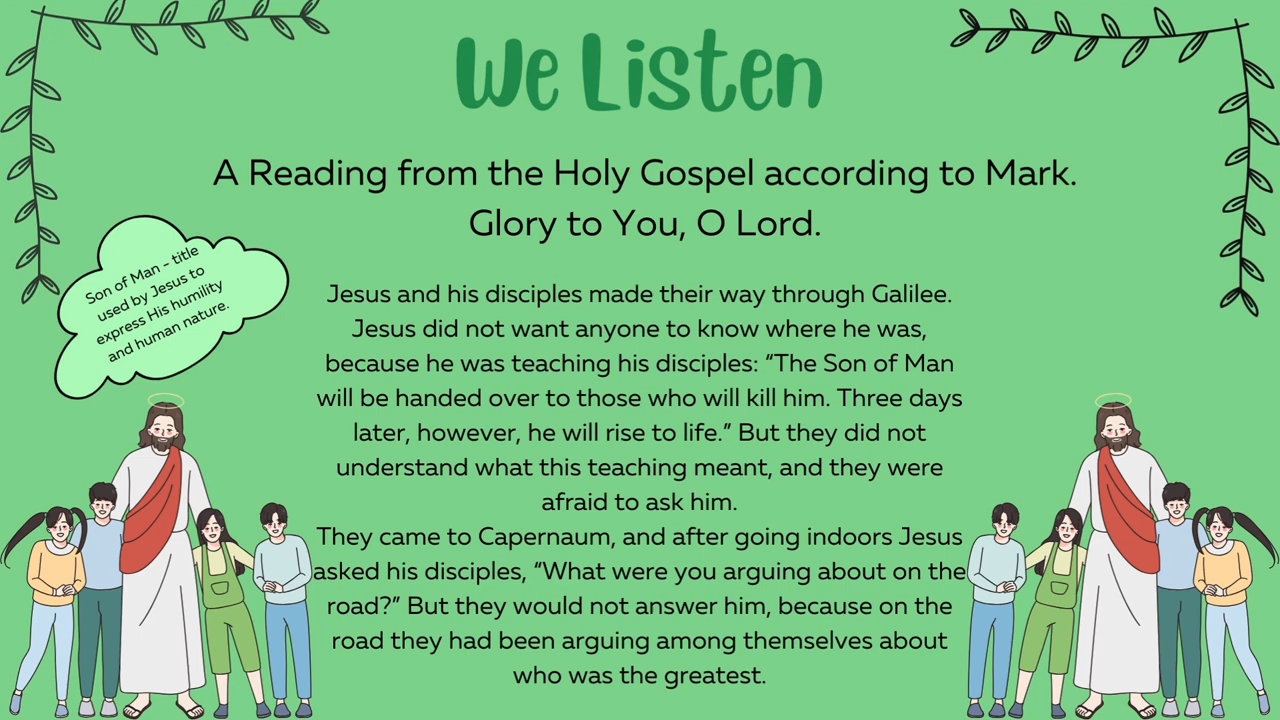 We Listen
A Reading from the Holy Gospel according to Mark.
Glory to You, O Lord.
Son of Man - title
used by Jesus to
express His humility
and human nature.
Jesus and his disciples made their way through Galilee.
Jesus did not want anyone to know where he was,
because he was teaching his disciples: “The Son of Man
will be handed over to those who will kill him. Three days
later, however, he will rise to life.” But they did not
understand what this teaching meant, and they were
afraid to ask him.
They came to Capernaum, and after going indoors Jesus
asked his disciples, “What were you arguing about on the
road?” But they would not answer him, because on the
road they had been arguing among themselves about
who was the greatest.